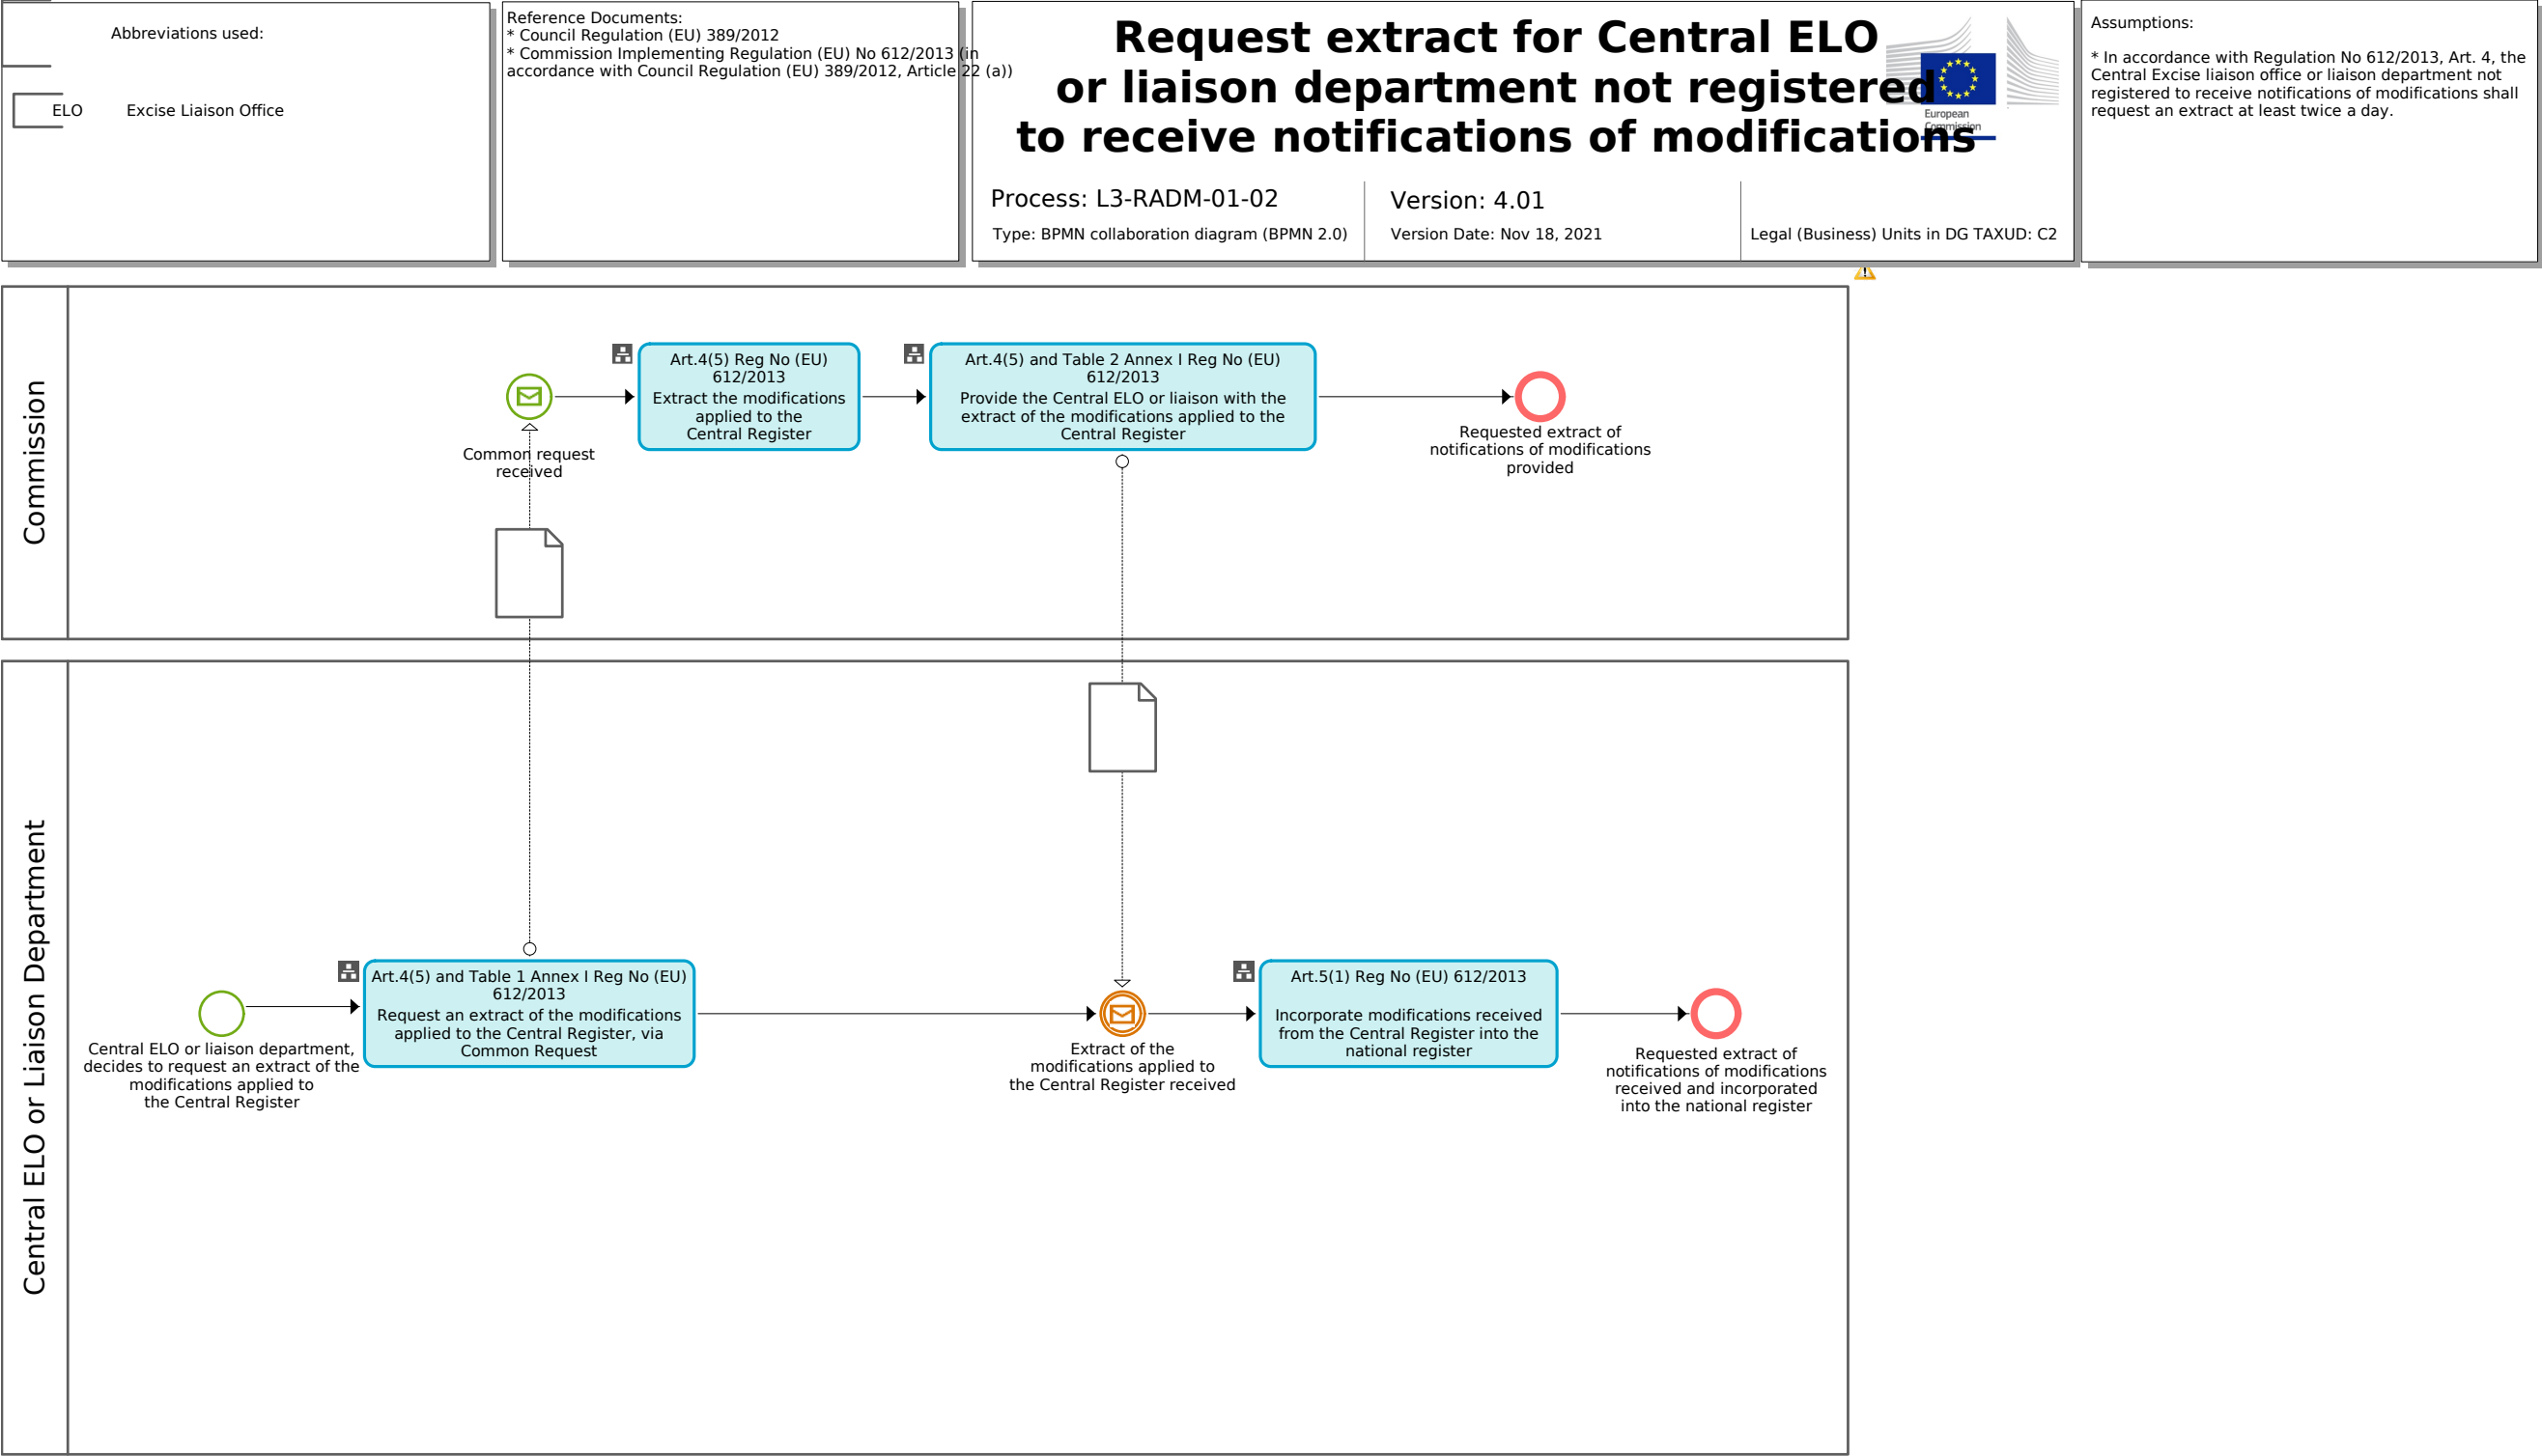 Abbreviations used:
ELO Excise Liaison Office
Reference Documents:
* Council Regulation (EU) 389/2012
* Commission Implementing Regulation (EU) No 612/2013 (in
accordance with Council Regulation (EU) 389/2012, Article 22 (a))
Request extract for Central ELO
or liaison department not registered
to receive notifications of modifications
European
Commission
Process: L3-RADM-01-02
Version: 4.01
Type: BPMN collaboration diagram (BPMN 2.0)
Version Date: Nov 18, 2021
Legal (Business) Units in DG TAXUD: C2
Assumptions:
* In accordance with Regulation No 612/2013, Art. 4, the
Central Excise liaison office or liaison department not
registered to receive notifications of modifications shall
request an extract at least twice a day.
Commission
Common request
received
Art.4(5) Reg No (EU)
612/2013
Extract the modifications
applied to the
Central Register
Art.4(5) and Table 2 Annex I Reg No (EU)
612/2013
Provide the Central ELO or liaison with the
extract of the modifications applied to the
Central Register
Requested extract of
notifications of modifications
provided
Central ELO or Liaison Department
Central ELO or liaison department,
decides to request an extract of the
modifications applied to
the Central Register
Art.4(5) and Table 1 Annex I Reg No (EU)
612/2013
Request an extract of the modifications
applied to the Central Register, via
Common Request
Extract of the
modifications applied to
the Central Register received
Art.5(1) Reg No (EU) 612/2013
Incorporate modifications received
from the Central Register into the
national register
Requested extract of
notifications of modifications
received and incorporated
into the national register